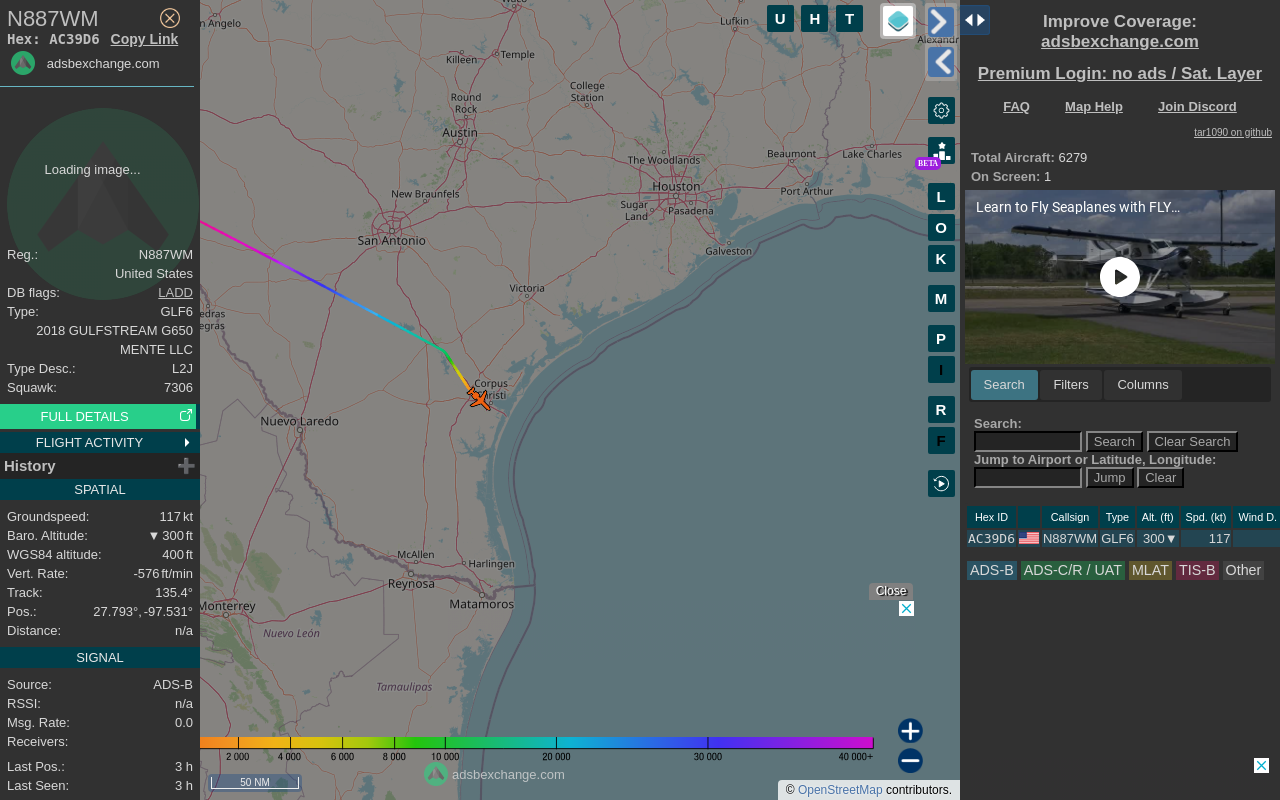 N887WM
Hex: AC39D6 Copy Link
adsbexchange.com
Loading image...
Reg.: N887WM
United States
DB flags: LADD
Type: GLF6
2018 GULFSTREAM G650
MENTE LLC
Type Desc.: L2J
Squawk: 7306
FULL DETAILS
FLIGHT ACTIVITY
History
SPATIAL
Groundspeed: 117 kt
Baro. Altitude: ▼ 300 ft
WGS84 altitude: 400 ft
Vert. Rate: -576 ft/min
Track: 135.4°
Pos.: 27.793°, -97.531°
Distance: n/a
SIGNAL
Source: ADS-B
RSSI: n/a
Msg. Rate: 0.0
Receivers:
Last Pos.: 3 h
Last Seen: 3 h
Waco
n Angelo
Lufkin
Alexandri
Killeen
Temple
College
Station
Round
Rock
Austin
The Woodlands
Beaumont
Lake Charles
New Braunfels
Houston
Port Arthur
Sugar
Land
Pasadena
San Antonio
Galveston
Victoria
edras
egras
Corpus
risti
Nuevo Laredo
McAllen
Harlingen
Reynosa
Matamoros
Monterrey
Nuevo León
Tamaulipas
U H T
BETA
L
O
K
M
P
I
R
F
Close
2 000 4 000 6 000 8 000 10 000 20 000 30 000 40 000+
50 NM
adsbexchange.com
© OpenStreetMap contributors.
Improve Coverage:
adsbexchange.com
Premium Login: no ads / Sat. Layer
FAQ Map Help Join Discord
tar1090 on github
Total Aircraft: 6279
On Screen: 1
Learn to Fly Seaplanes with FLY...
Search Filters Columns
Search:
Search Clear Search
Jump to Airport or Latitude, Longitude:
Jump Clear
Hex ID Callsign Type Alt. (ft) Spd. (kt) Wind D.
AC39D6 N887WM GLF6 300▼ 117
ADS-B ADS-C/R / UAT MLAT TIS-B Other